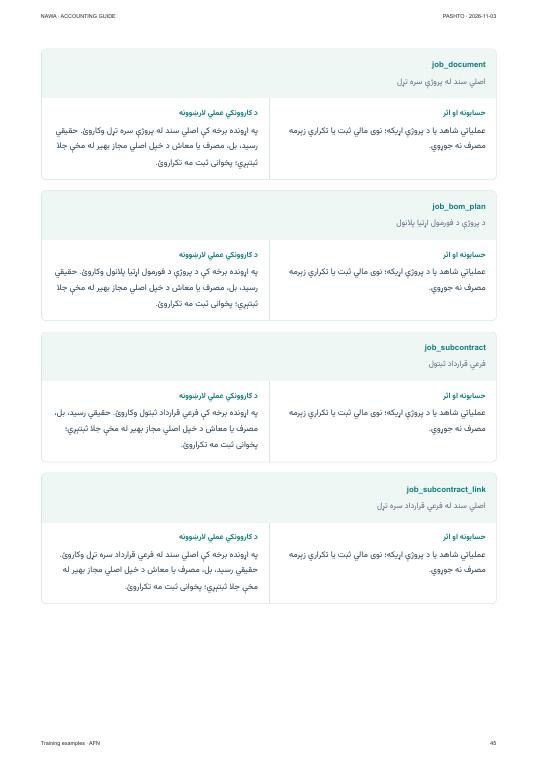 NAWA · ACCOUNTING GUIDE
PASHTO · 2026-11-03
job_document
اصلي سند له پروژې سره تړل
حسابونه او اثر
عملياتي شاهد يا د پروژې اړيکه؛ نوی مالي ثبت يا تکراري زېرمه
مصرف نه جوړوي.
د کاروونکي عملي لارښوونه
په اړونده برخه کې اصلي سند له پروژې سره تړل وکاروئ. حقيقي
رسيد، بل، مصرف يا معاش د خپل اصلي مجاز بهير له مخې جلا
ثبتېږي؛ پخوانی ثبت مه تکراروئ.
job_bom_plan
د پروژې د فورمول اړتيا پلانول
حسابونه او اثر
عملياتي شاهد يا د پروژې اړيکه؛ نوی مالي ثبت يا تکراري زېرمه
مصرف نه جوړوي.
د کاروونکي عملي لارښوونه
په اړونده برخه کې د پروژې د فورمول اړتيا پلانول وکاروئ. حقيقي
رسيد، بل، مصرف يا معاش د خپل اصلي مجاز بهير له مخې جلا
ثبتېږي؛ پخوانی ثبت مه تکراروئ.
job_subcontract
فرعي قرارداد ثبتول
حسابونه او اثر
عملياتي شاهد يا د پروژې اړيکه؛ نوی مالي ثبت يا تکراري زېرمه
مصرف نه جوړوي.
د کاروونکي عملي لارښوونه
په اړونده برخه کې فرعي قرارداد ثبتول وکاروئ. حقيقي رسيد، بل،
مصرف يا معاش د خپل اصلي مجاز بهير له مخې جلا ثبتېږي؛
پخوانی ثبت مه تکراروئ.
job_subcontract_link
اصلي سند له فرعي قرارداد سره تړل
حسابونه او اثر
عملياتي شاهد يا د پروژې اړيکه؛ نوی مالي ثبت يا تکراري زېرمه
مصرف نه جوړوي.
د کاروونکي عملي لارښوونه
په اړونده برخه کې اصلي سند له فرعي قرارداد سره تړل وکاروئ.
حقيقي رسيد، بل، مصرف يا معاش د خپل اصلي مجاز بهير له
مخې جلا ثبتېږي؛ پخوانی ثبت مه تکراروئ.
Training examples · AFN
45